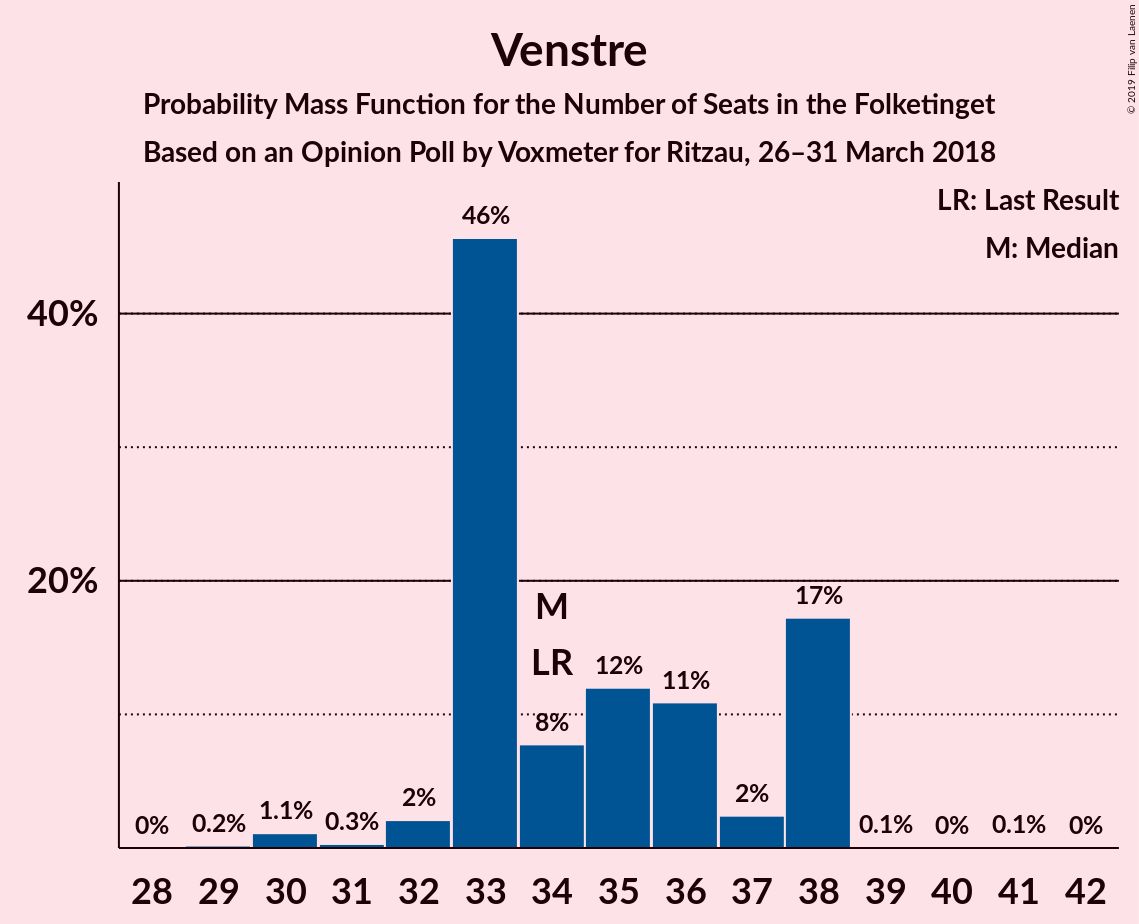 Venstre
Probability Mass Function for the Number of Seats in the Folketinget
Based on an Opinion Poll by Voxmeter for Ritzau, 26–31 March 2018
© 2019 Filip van Laenen
LR: Last Result
M: Median
40%
20%
0%
0.2%
1.1%
0.3%
2%
46%
M
LR
8%
12%
11%
2%
17%
0.1%
0%
0.1%
0%
28 29 30 31 32 33 34 35 36 37 38 39 40 41 42